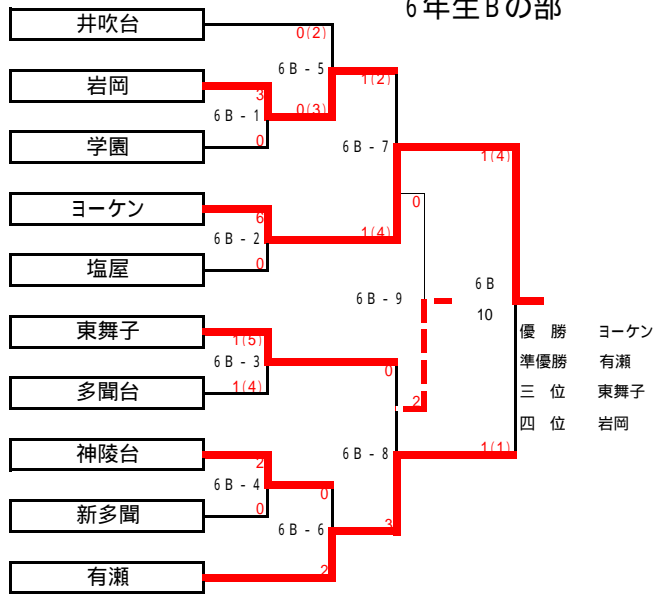 6年生Bの部
井吹台
0(2)
6B-5
1(2)
岩岡
3
0(3)
6B-1
学園
0
6B-7
1(4)
ヨーケン
6
0
6B-2
1(4)
塩屋
0
6B-9
6B
10
東舞子
1(5)
優 勝 ヨーケン
6B-3
準優勝 有瀬
0
多聞台
1(4)
三 位 東舞子
2
四 位 岩岡
神陵台
2
6B-8
1(1)
6B-4
0
新多聞
0
6B-6
3
有瀬
2